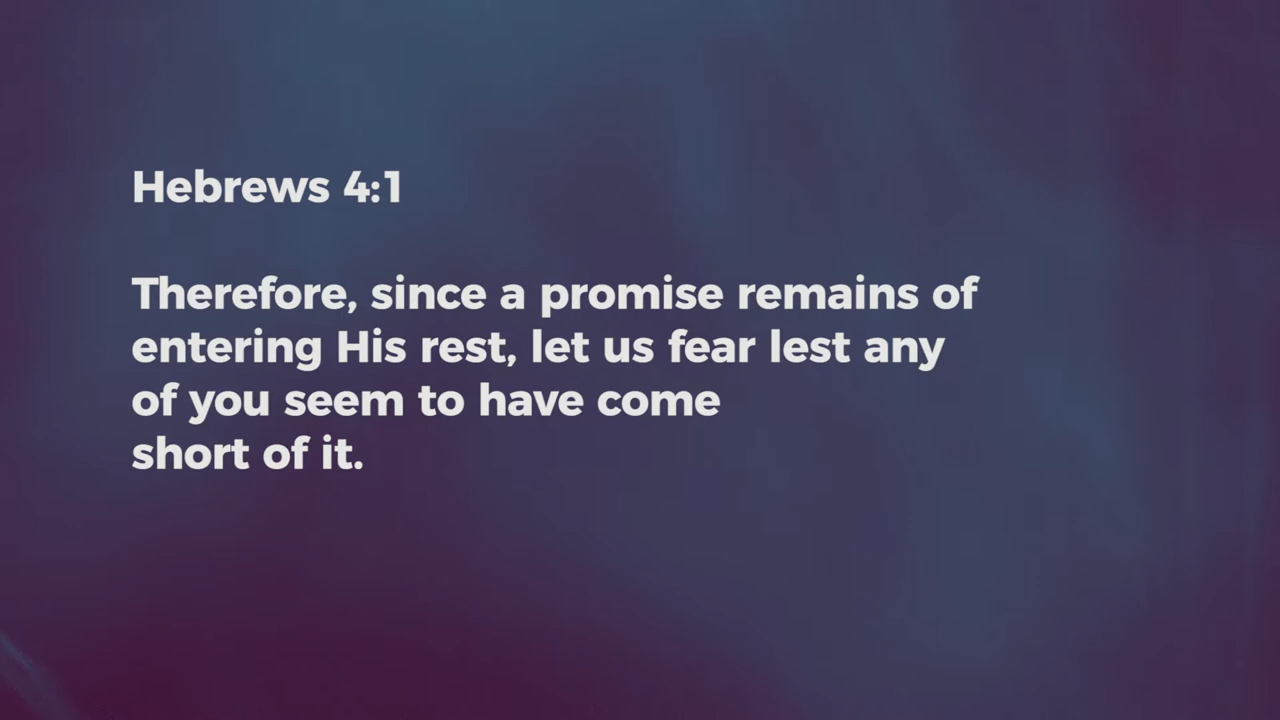 Hebrews 4:1
Therefore, since a promise remains of
entering His rest, let us fear lest any
of you seem to have come
short of it.